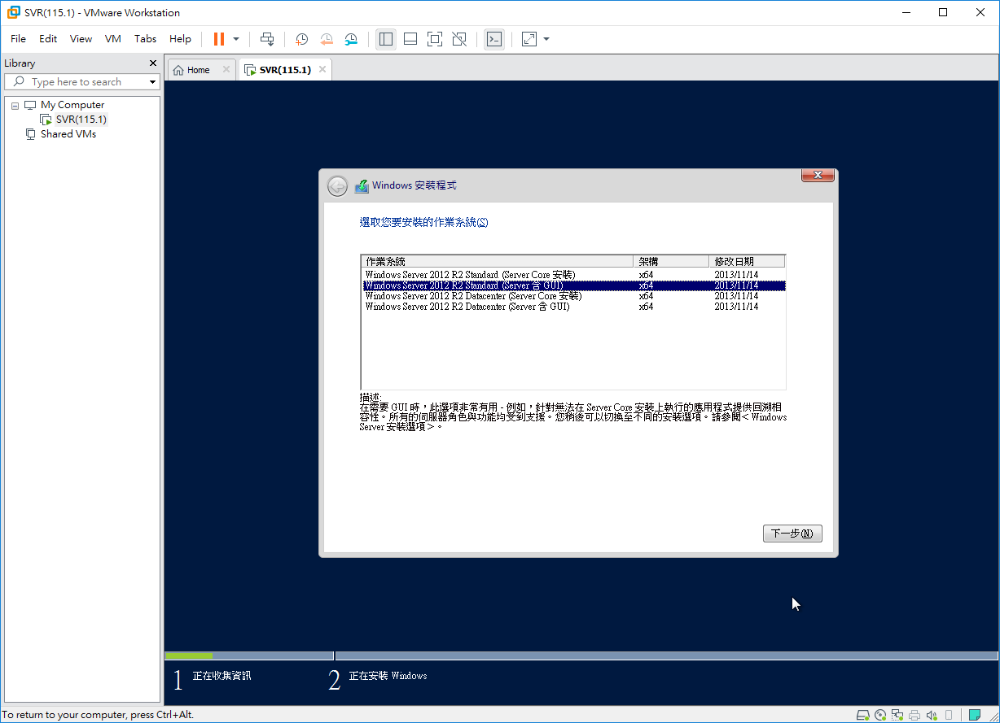 SVR(115.1) - VMware Workstation
File Edit View VM Tabs Help
Library
Type here to search
My Computer
SVR(115.1)
Shared VMs
Home
SVR(115.1)
Windows 安裝程式
選取您要安裝的作業系統(S)
作業系統 架構 修改日期
Windows Server 2012 R2 Standard (Server Core 安裝) x64 2013/11/14
Windows Server 2012 R2 Standard (Server 含 GUI) x64 2013/11/14
Windows Server 2012 R2 Datacenter (Server Core 安裝) x64 2013/11/14
Windows Server 2012 R2 Datacenter (Server 含 GUI) x64 2013/11/14
描述:
在需要 GUI 時，此選項非常有用 - 例如，針對無法在 Server Core 安裝上執行的應用程式提供回溯相
容性。所有的伺服器角色與功能均受到支援。您稍後可以切換至不同的安裝選項。請參閱＜Windows
Server 安裝選項＞。
下一步(N)
1 正在收集資訊
2 正在安裝 Windows
To return to your computer, press Ctrl+Alt.